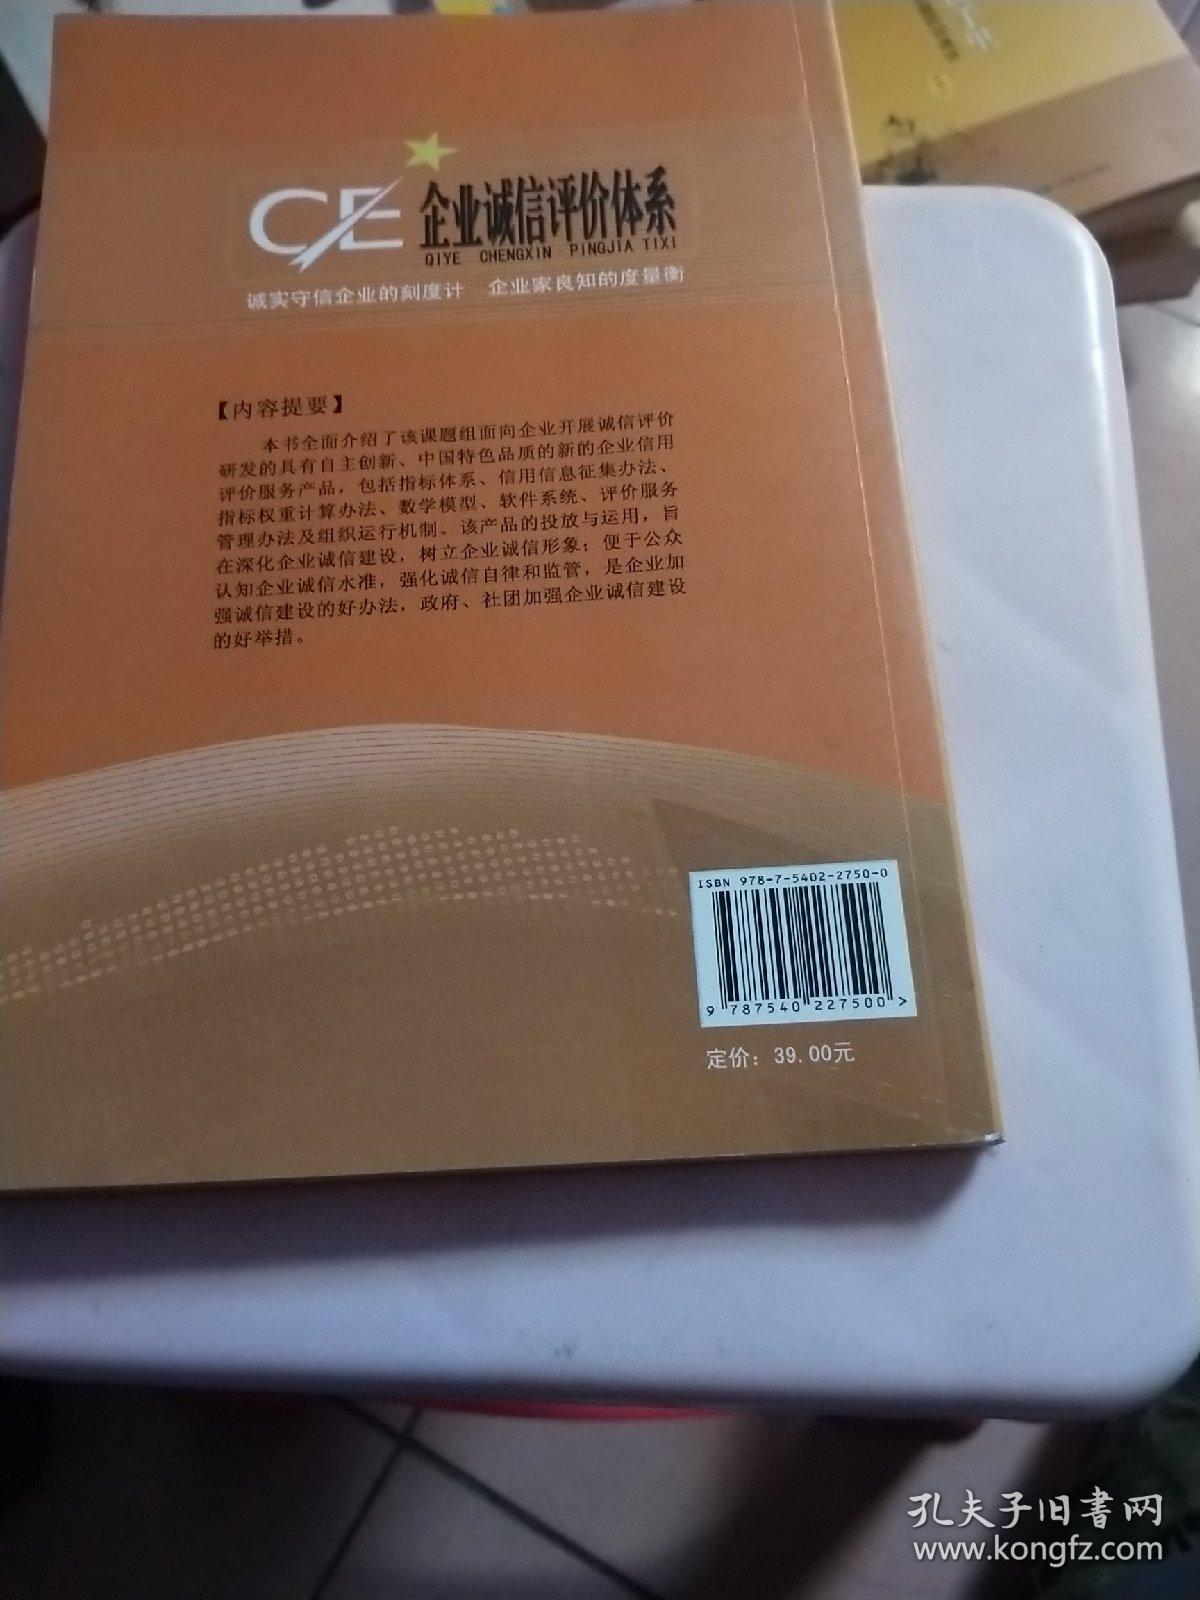 CE 企业诚信评价体系
QIYE CHENGXIN PINGJIA TIXI
诚实守信企业的刻度计 企业家良知的度量衡
【内容提要】
本书全面介绍了该课题组面向企业开展诚信评价
研发的具有自主创新、中国特色品质的新的企业信用
评价服务产品，包括指标体系、信用信息征集办法、
指标权重计算办法、数学模型、软件系统、评价服务
管理办法及组织运行机制。该产品的投放与运用，旨
在深化企业诚信建设，树立企业诚信形象；便于公众
认知企业诚信水准，强化诚信自律和监管，是企业加
强诚信建设的好办法，政府、社团加强企业诚信建设
的好举措。
ISBN 978-7-5402-2750-0
9 787540 227500 >
定价：39.00元
孔夫子旧書网
www.kongfz.com